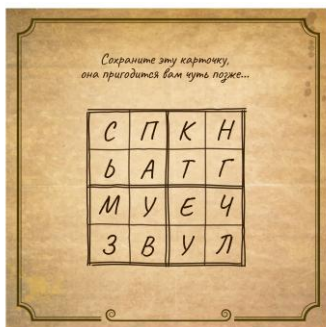 Сохраните эту карточку,
она пригодится вам чуть позже...
С П К Н
Ь А Т Г
М У Е Ч
З В У Л